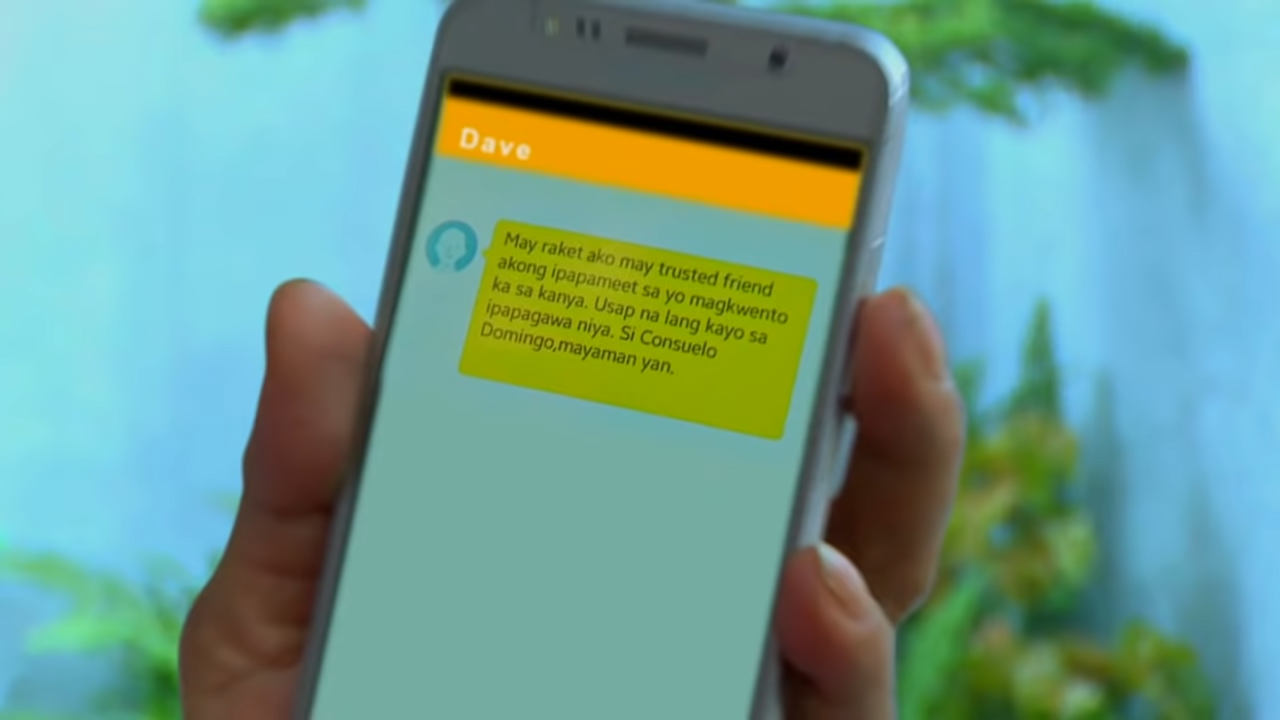 Dave
May raket ako may trusted friend
akong ipapameet sa yo magkwento
ka sa kanya. Usap na lang kayo sa
ipapagawa niya. Si Consuelo
Domingo,mayaman yan.